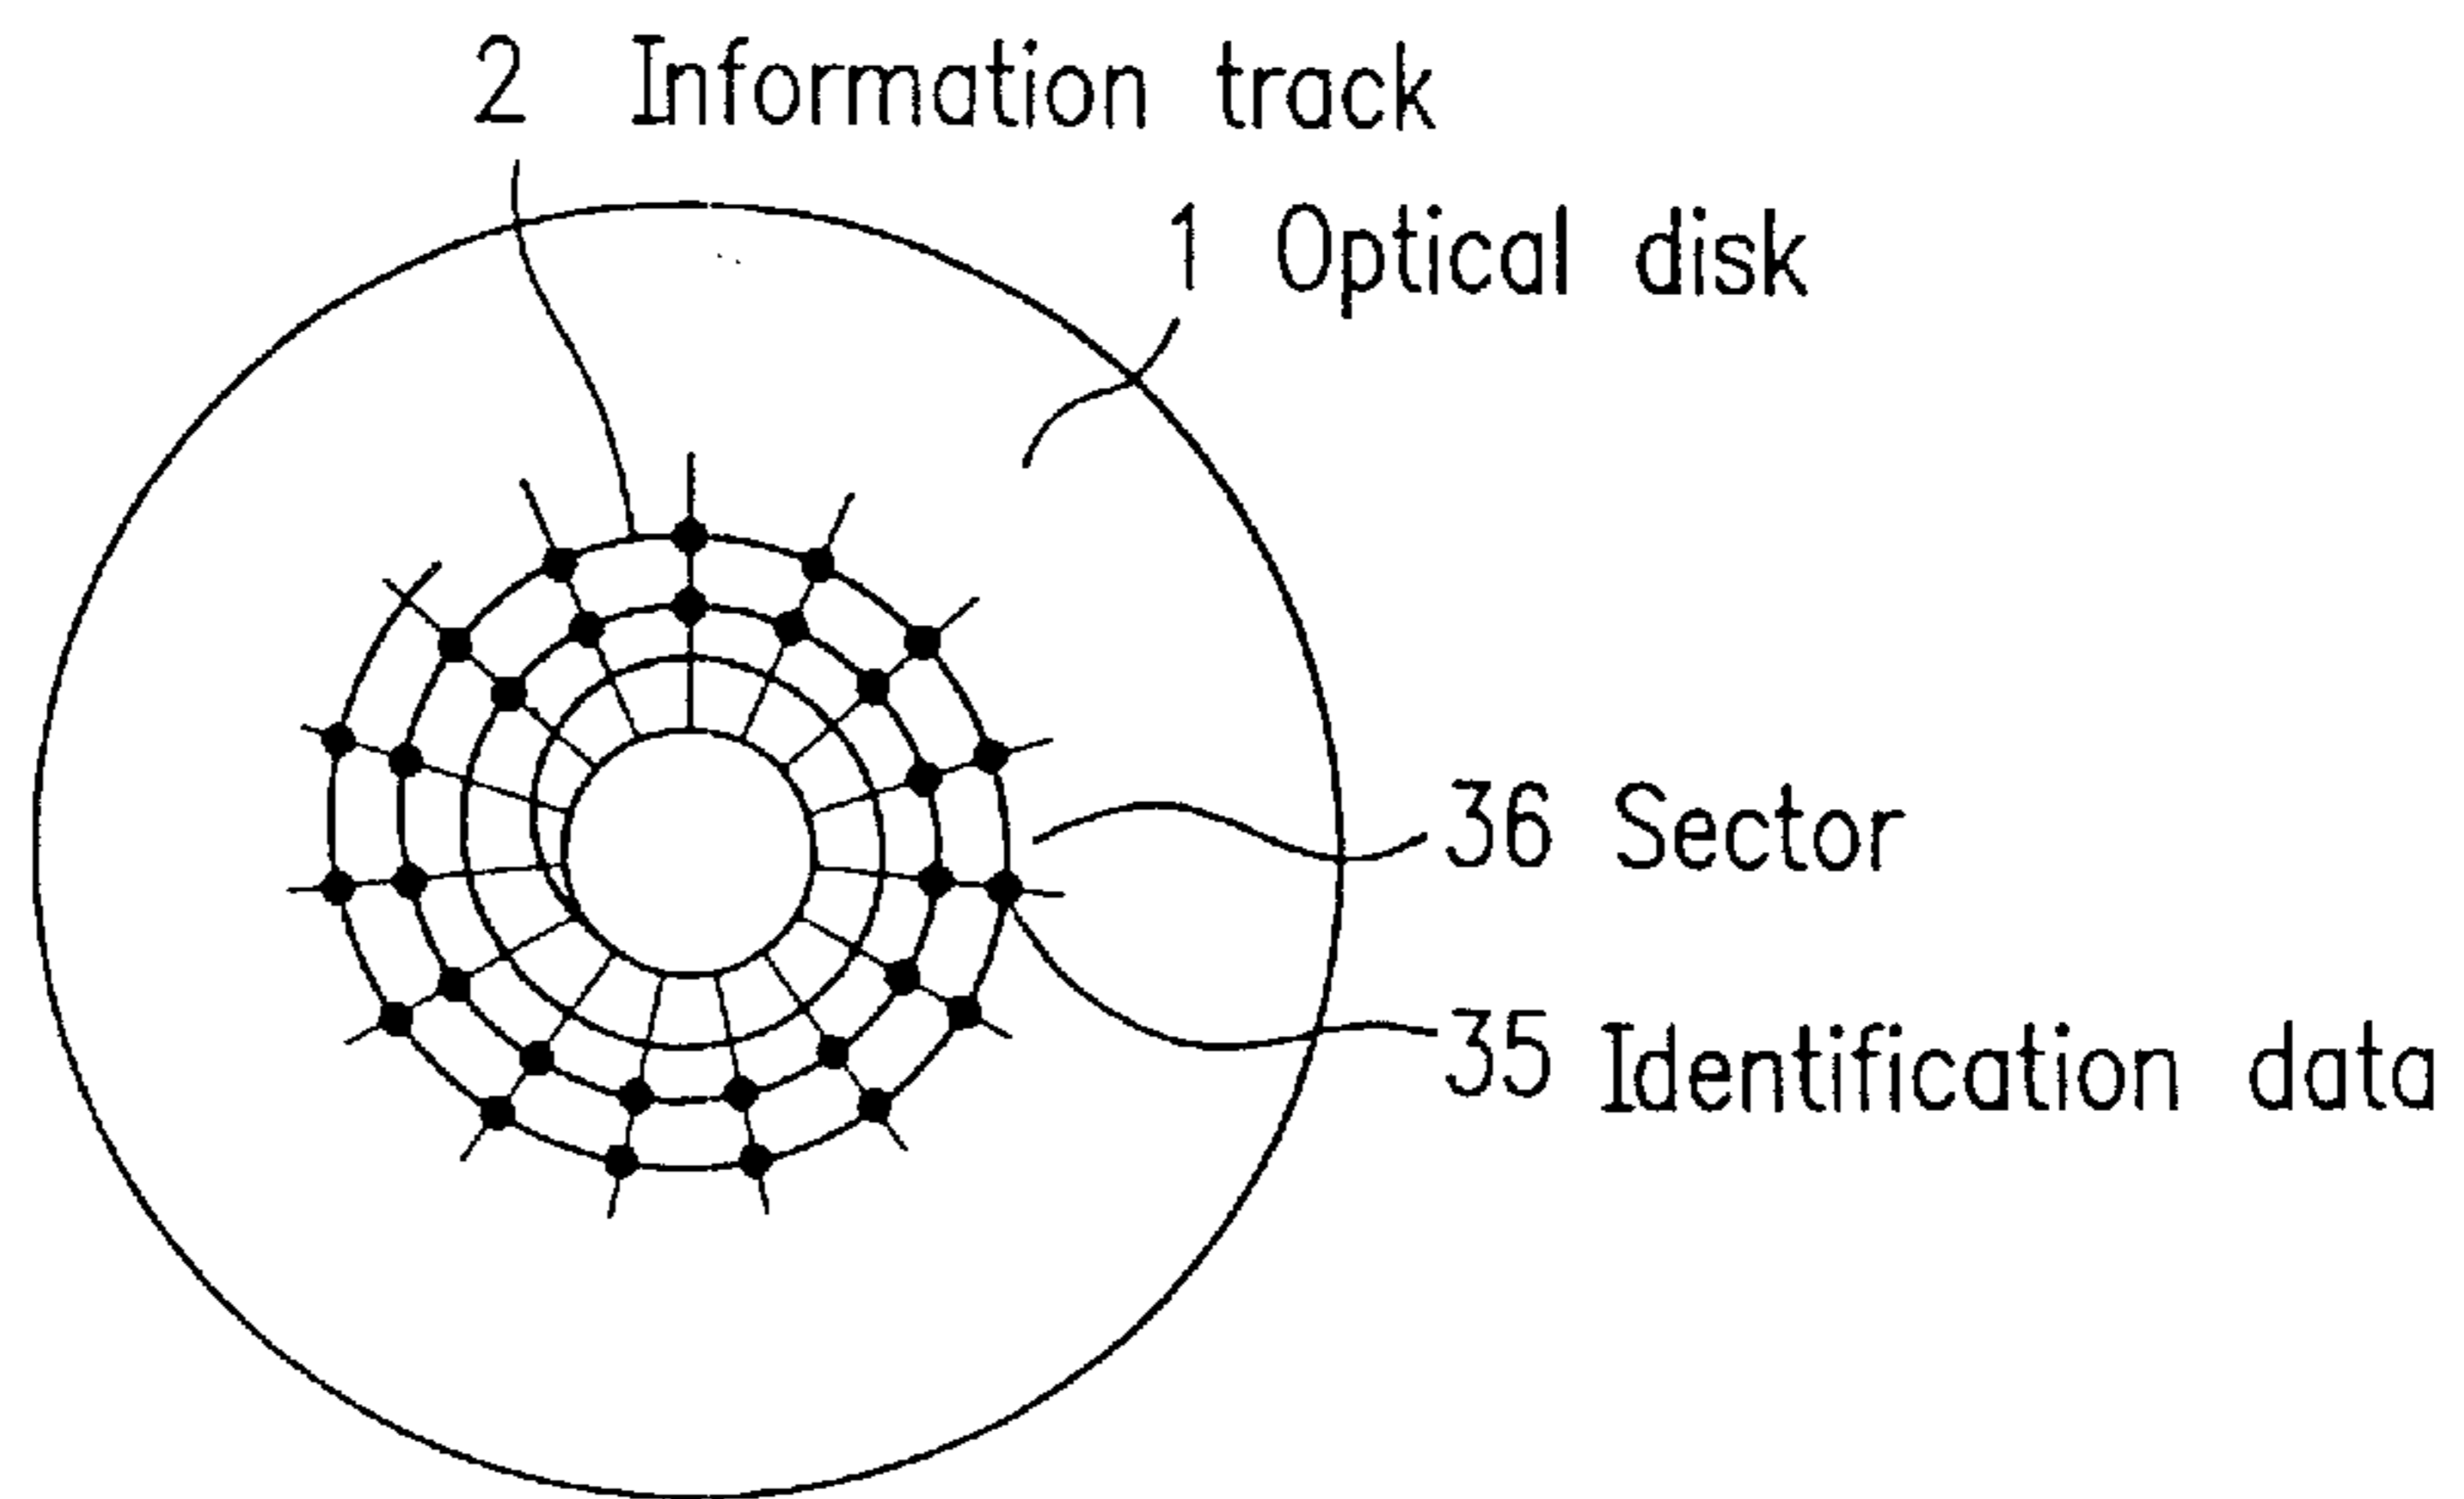 2 Information track
1 Optical disk
36 Sector
35 Identification data